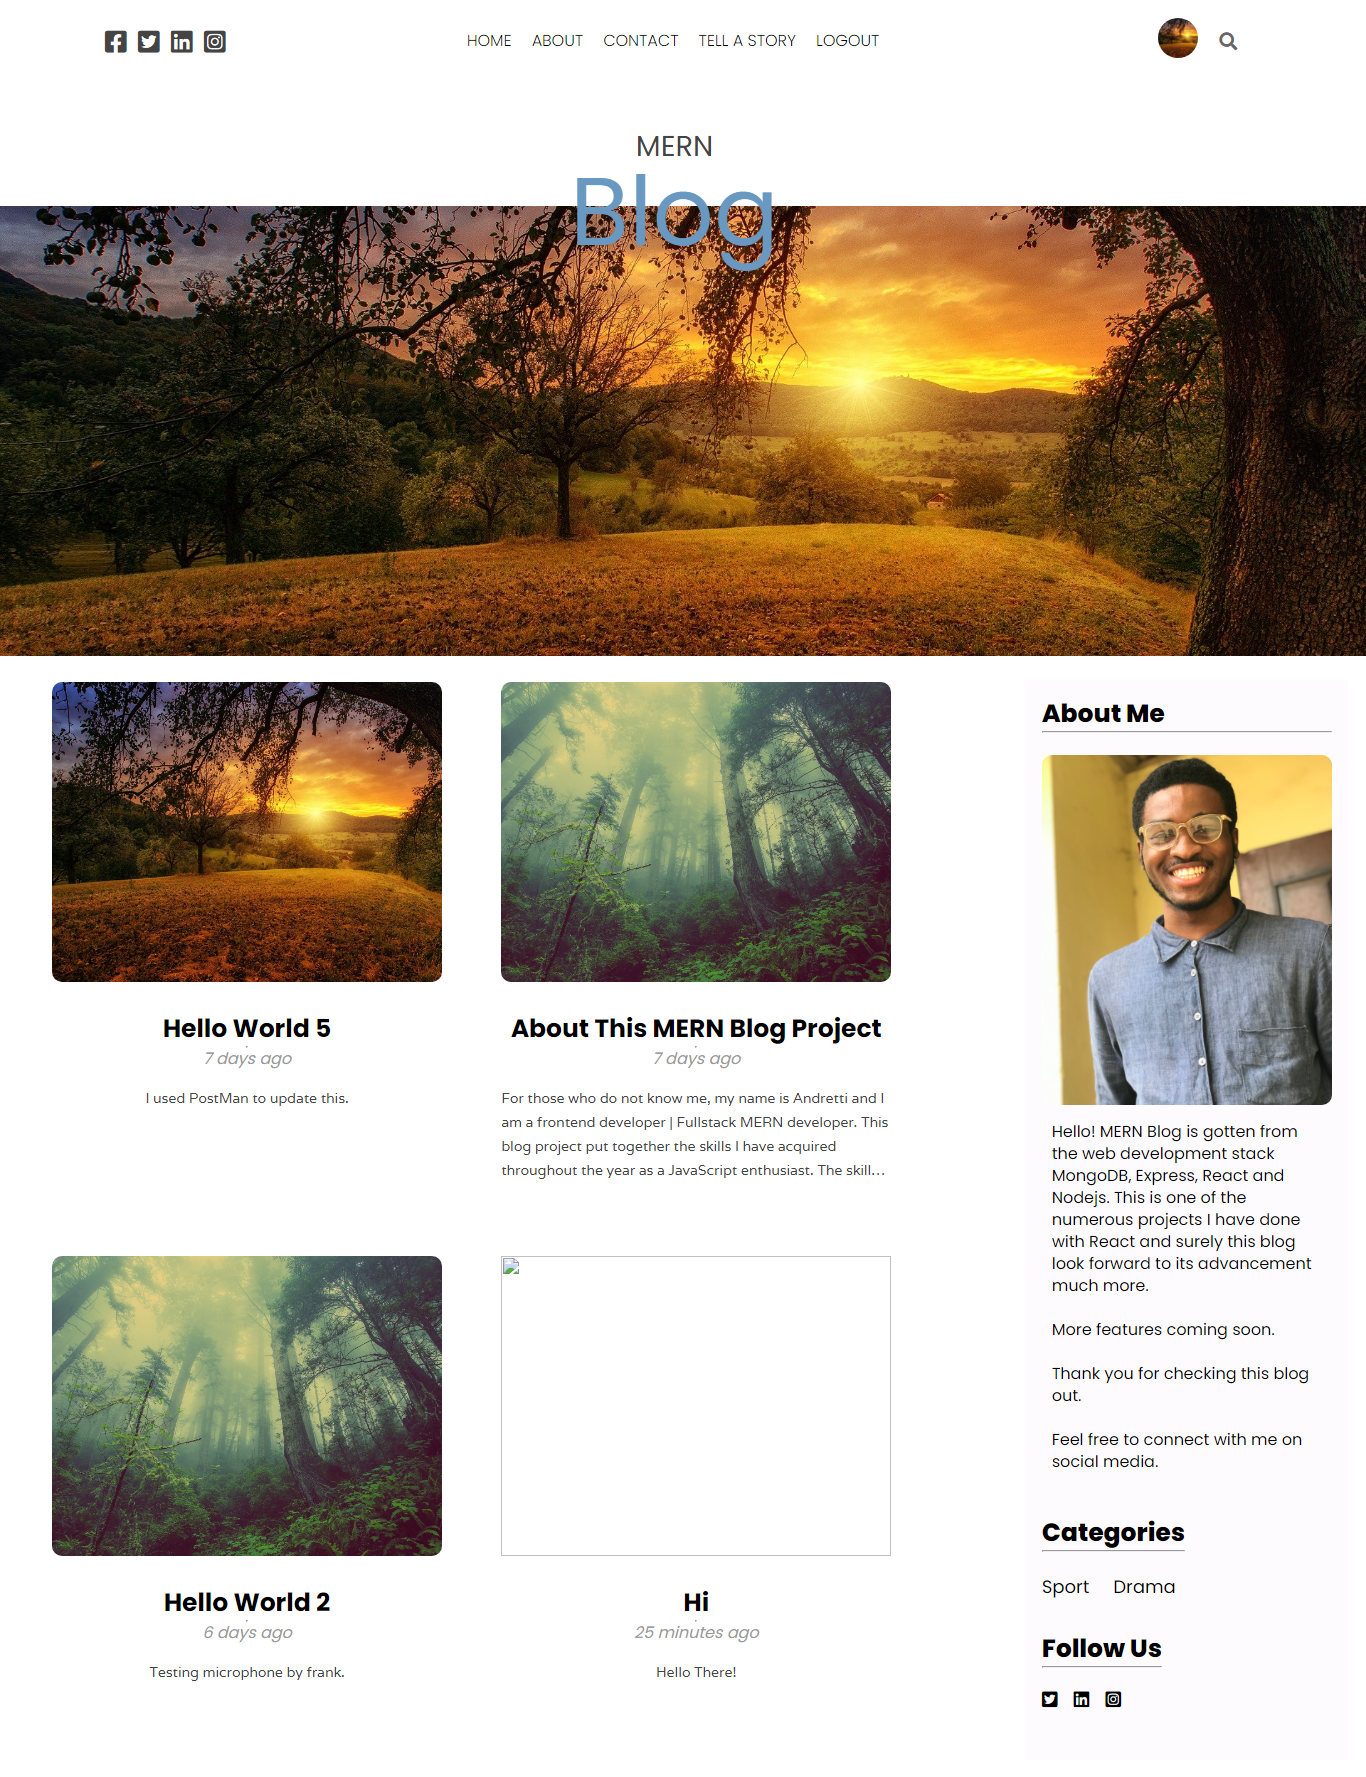 HOME ABOUT CONTACT TELL A STORY LOGOUT
MERN
Blog
Hello World 5
7 days ago
I used PostMan to update this.
About This MERN Blog Project
7 days ago
For those who do not know me, my name is Andretti and I
am a frontend developer | Fullstack MERN developer. This
blog project put together the skills I have acquired
throughout the year as a JavaScript enthusiast. The skill...
Hello World 2
6 days ago
Testing microphone by frank.
Hi
25 minutes ago
Hello There!
About Me
Hello! MERN Blog is gotten from
the web development stack
MongoDB, Express, React and
Nodejs. This is one of the
numerous projects I have done
with React and surely this blog
look forward to its advancement
much more.
More features coming soon.
Thank you for checking this blog
out.
Feel free to connect with me on
social media.
Categories
Sport Drama
Follow Us